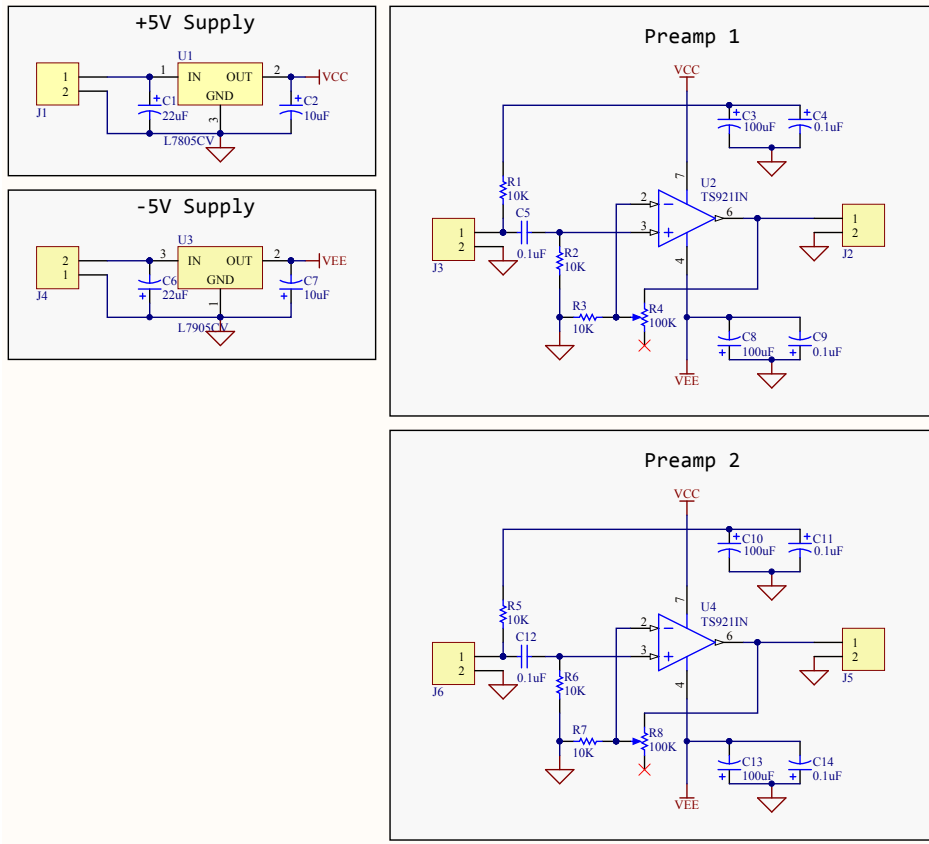 +5V Supply
U1
1
2
J1
1
IN
OUT
2
VCC
GND
+
C1
22uF
3
+
C2
10uF
L7805CV
-5V Supply
U3
2
1
J4
3
IN
OUT
2
VEE
GND
C6
22uF
+
1
C7
10uF
+
L7905CV
Preamp 1
VCC
+
C3
100uF
+
C4
0.1uF
7
U2
TS921IN
R1
10K
C5
0.1uF
2
3
6
4
1
2
J3
1
2
J2
R2
10K
R3
10K
R4
100K
C8
100uF
+
C9
0.1uF
+
VEE
Preamp 2
VCC
+
C10
100uF
+
C11
0.1uF
7
U4
TS921IN
R5
10K
C12
0.1uF
2
3
6
4
1
2
J6
1
2
J5
R6
10K
R7
10K
R8
100K
C13
100uF
+
C14
0.1uF
+
VEE